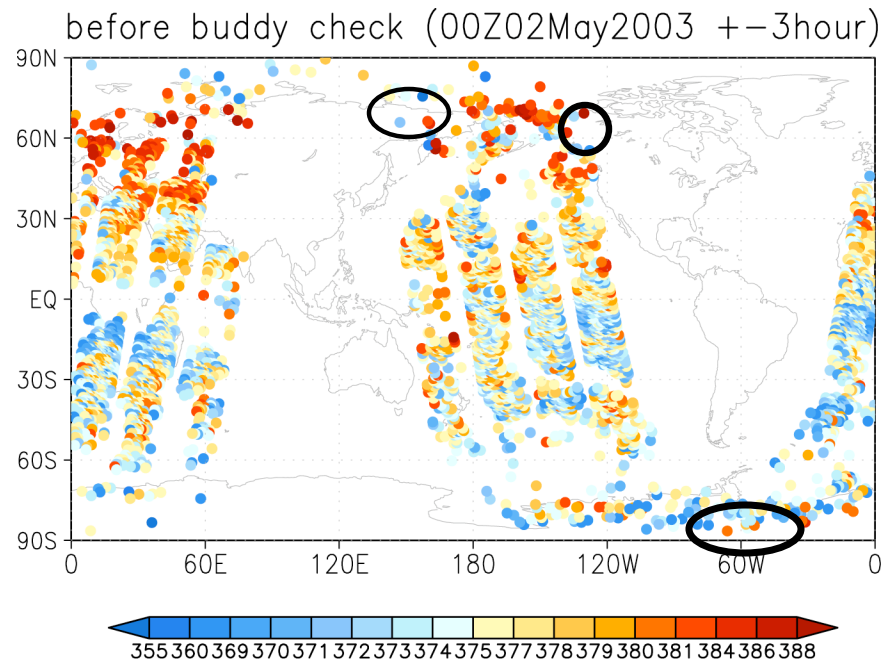 before buddy check (00Z02May2003 +-3hour)
90N
60N
30N
EQ
30S
60S
90S
0 60E 120E 180 120W 60W 0
355 360 369 370 371 372 373 374 375 377 378 379 380 381 384 386 388